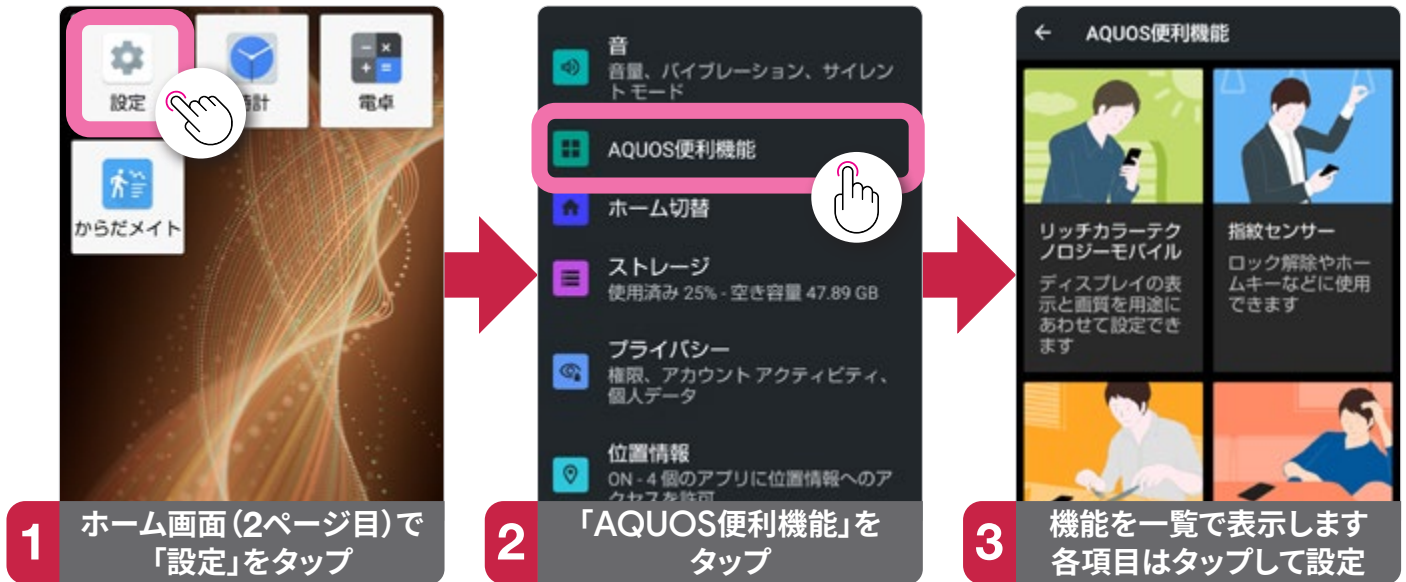 設定
計
電卓
からだメイト
1
ホーム画面（2ページ目）で
「設定」をタップ
音
音量、バイブレーション、サイレン
ト モード
AQUOS便利機能
ホーム切替
ストレージ
使用済み 25% - 空き容量 47.89 GB
プライバシー
権限、アカウント アクティビティ、
個人データ
位置情報
ON - 4 個のアプリに位置情報へのア
クセスを許可
2
「AQUOS便利機能」を
タップ
AQUOS便利機能
リッチカラーテク
ノロジーモバイル
ディスプレイの表
示と画質を用途に
あわせて設定でき
ます
指紋センサー
ロック解除やホー
ムキーなどに使用
できます
3
機能を一覧で表示します
各項目はタップして設定